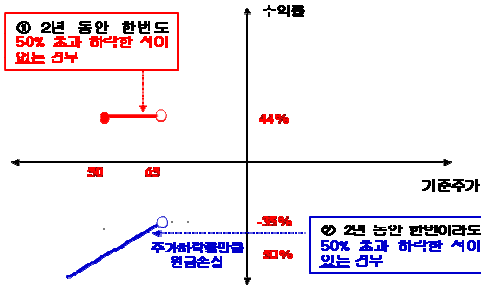 수익률
① 2년 동안 한번도
50% 초과 하락한 적이
없는 경우
44%
50 65
기준주가
-35%
주가하락률만큼
원금손실
② 2년 동안 한번이라도
50% 초과 하락한 적이
있는 경우